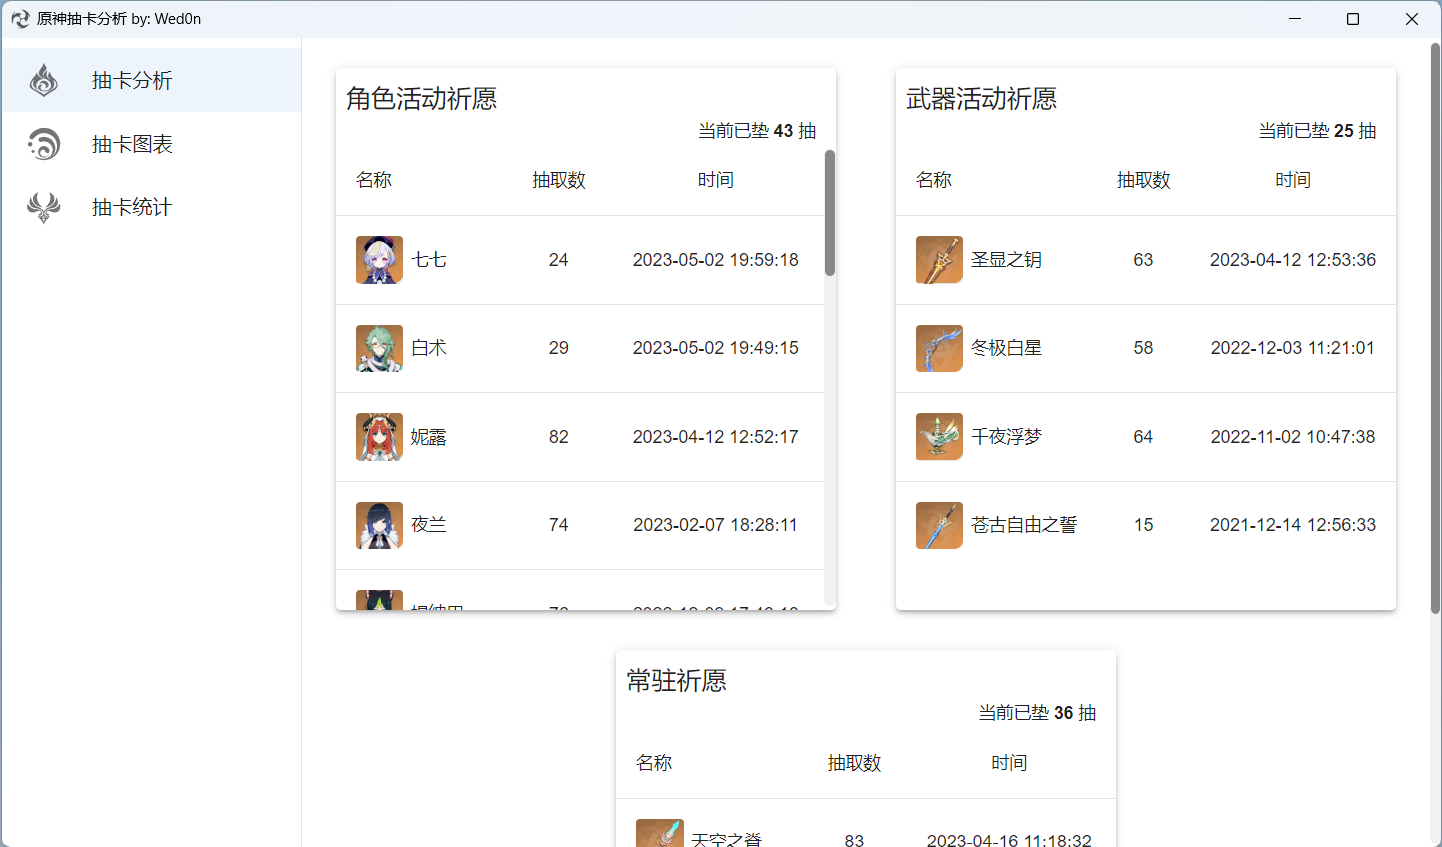 原神抽卡分析 by: Wed0n
抽卡分析
抽卡图表
抽卡统计
角色活动祈愿
当前已垫 43 抽
名称 抽取数 时间
七七 24 2023-05-02 19:59:18
白术 29 2023-05-02 19:49:15
妮露 82 2023-04-12 12:52:17
夜兰 74 2023-02-07 18:28:11
武器活动祈愿
当前已垫 25 抽
名称 抽取数 时间
圣显之钥 63 2023-04-12 12:53:36
冬极白星 58 2022-12-03 11:21:01
千夜浮梦 64 2022-11-02 10:47:38
苍古自由之誓 15 2021-12-14 12:56:33
常驻祈愿
当前已垫 36 抽
名称 抽取数 时间
天空之脊 83 2023-04-16 11:18:32